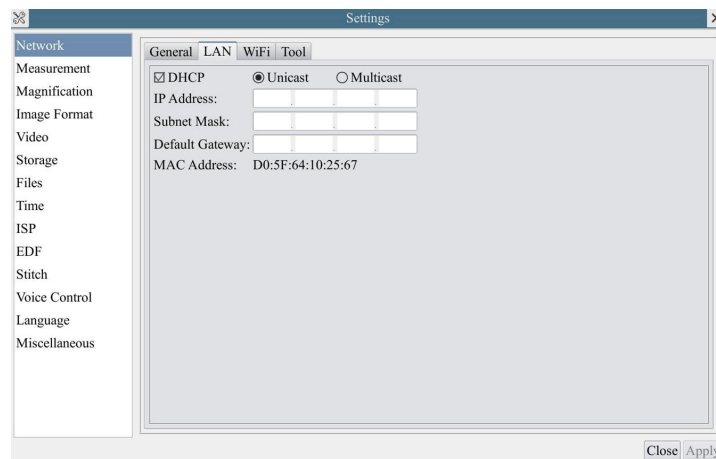 Settings
Network
Measurement
Magnification
Image Format
Video
Storage
Files
Time
ISP
EDF
Stitch
Voice Control
Language
Miscellaneous
General LAN WiFi Tool
DHCP Unicast Multicast
IP Address:
Subnet Mask:
Default Gateway:
MAC Address: D0:5F:64:10:25:67
Close Apply